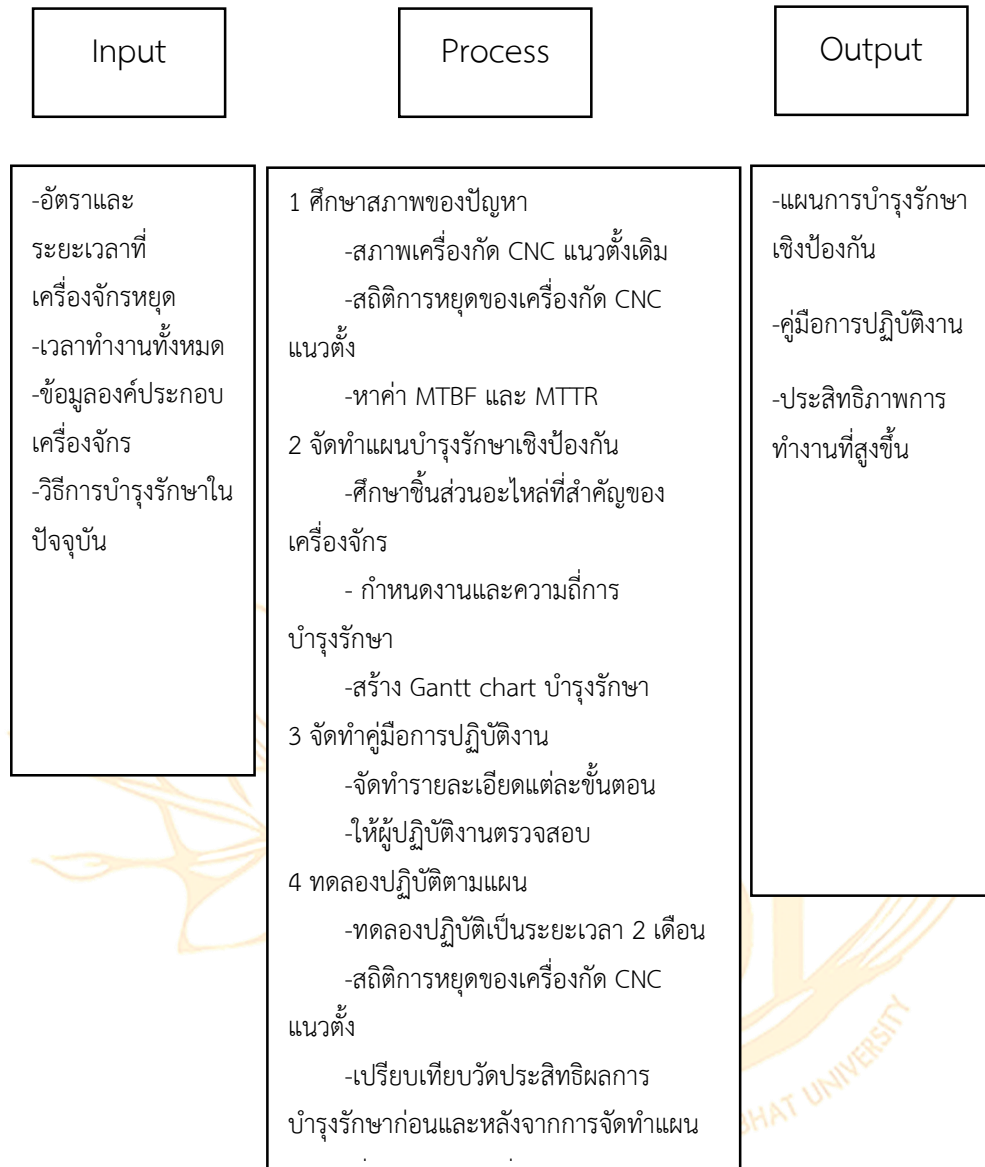 Input
Process
Output
-อัตราและ
ระยะเวลาที่
เครื่องจักรหยุด
-เวลาทำงานทั้งหมด
-ข้อมูลองค์ประกอบ
เครื่องจักร
-วิธีการบำรุงรักษาใน
ปัจจุบัน
1 ศึกษาสภาพของปัญหา
-สภาพเครื่องกัด CNC แนวตั้งเดิม
-สถิติการหยุดของเครื่องกัด CNC
แนวตั้ง
-หาค่า MTBF และ MTTR
2 จัดทำแผนบำรุงรักษาเชิงป้องกัน
-ศึกษาชิ้นส่วนอะไหล่ที่สำคัญของ
เครื่องจักร
- กำหนดงานและความถี่การ
บำรุงรักษา
-สร้าง Gantt chart บำรุงรักษา
3 จัดทำคู่มือการปฏิบัติงาน
-จัดทำรายละเอียดแต่ละขั้นตอน
-ให้ผู้ปฏิบัติงานตรวจสอบ
4 ทดลองปฏิบัติตามแผน
-ทดลองปฏิบัติเป็นระยะเวลา 2 เดือน
-สถิติการหยุดของเครื่องกัด CNC
แนวตั้ง
-เปรียบเทียบวัดประสิทธิผลการ
บำรุงรักษาก่อนและหลังจากการจัดทำแผน
-แผนการบำรุงรักษา
เชิงป้องกัน
-คู่มือการปฏิบัติงาน
-ประสิทธิภาพการ
ทำงานที่สูงขึ้น
UNIVERSITY